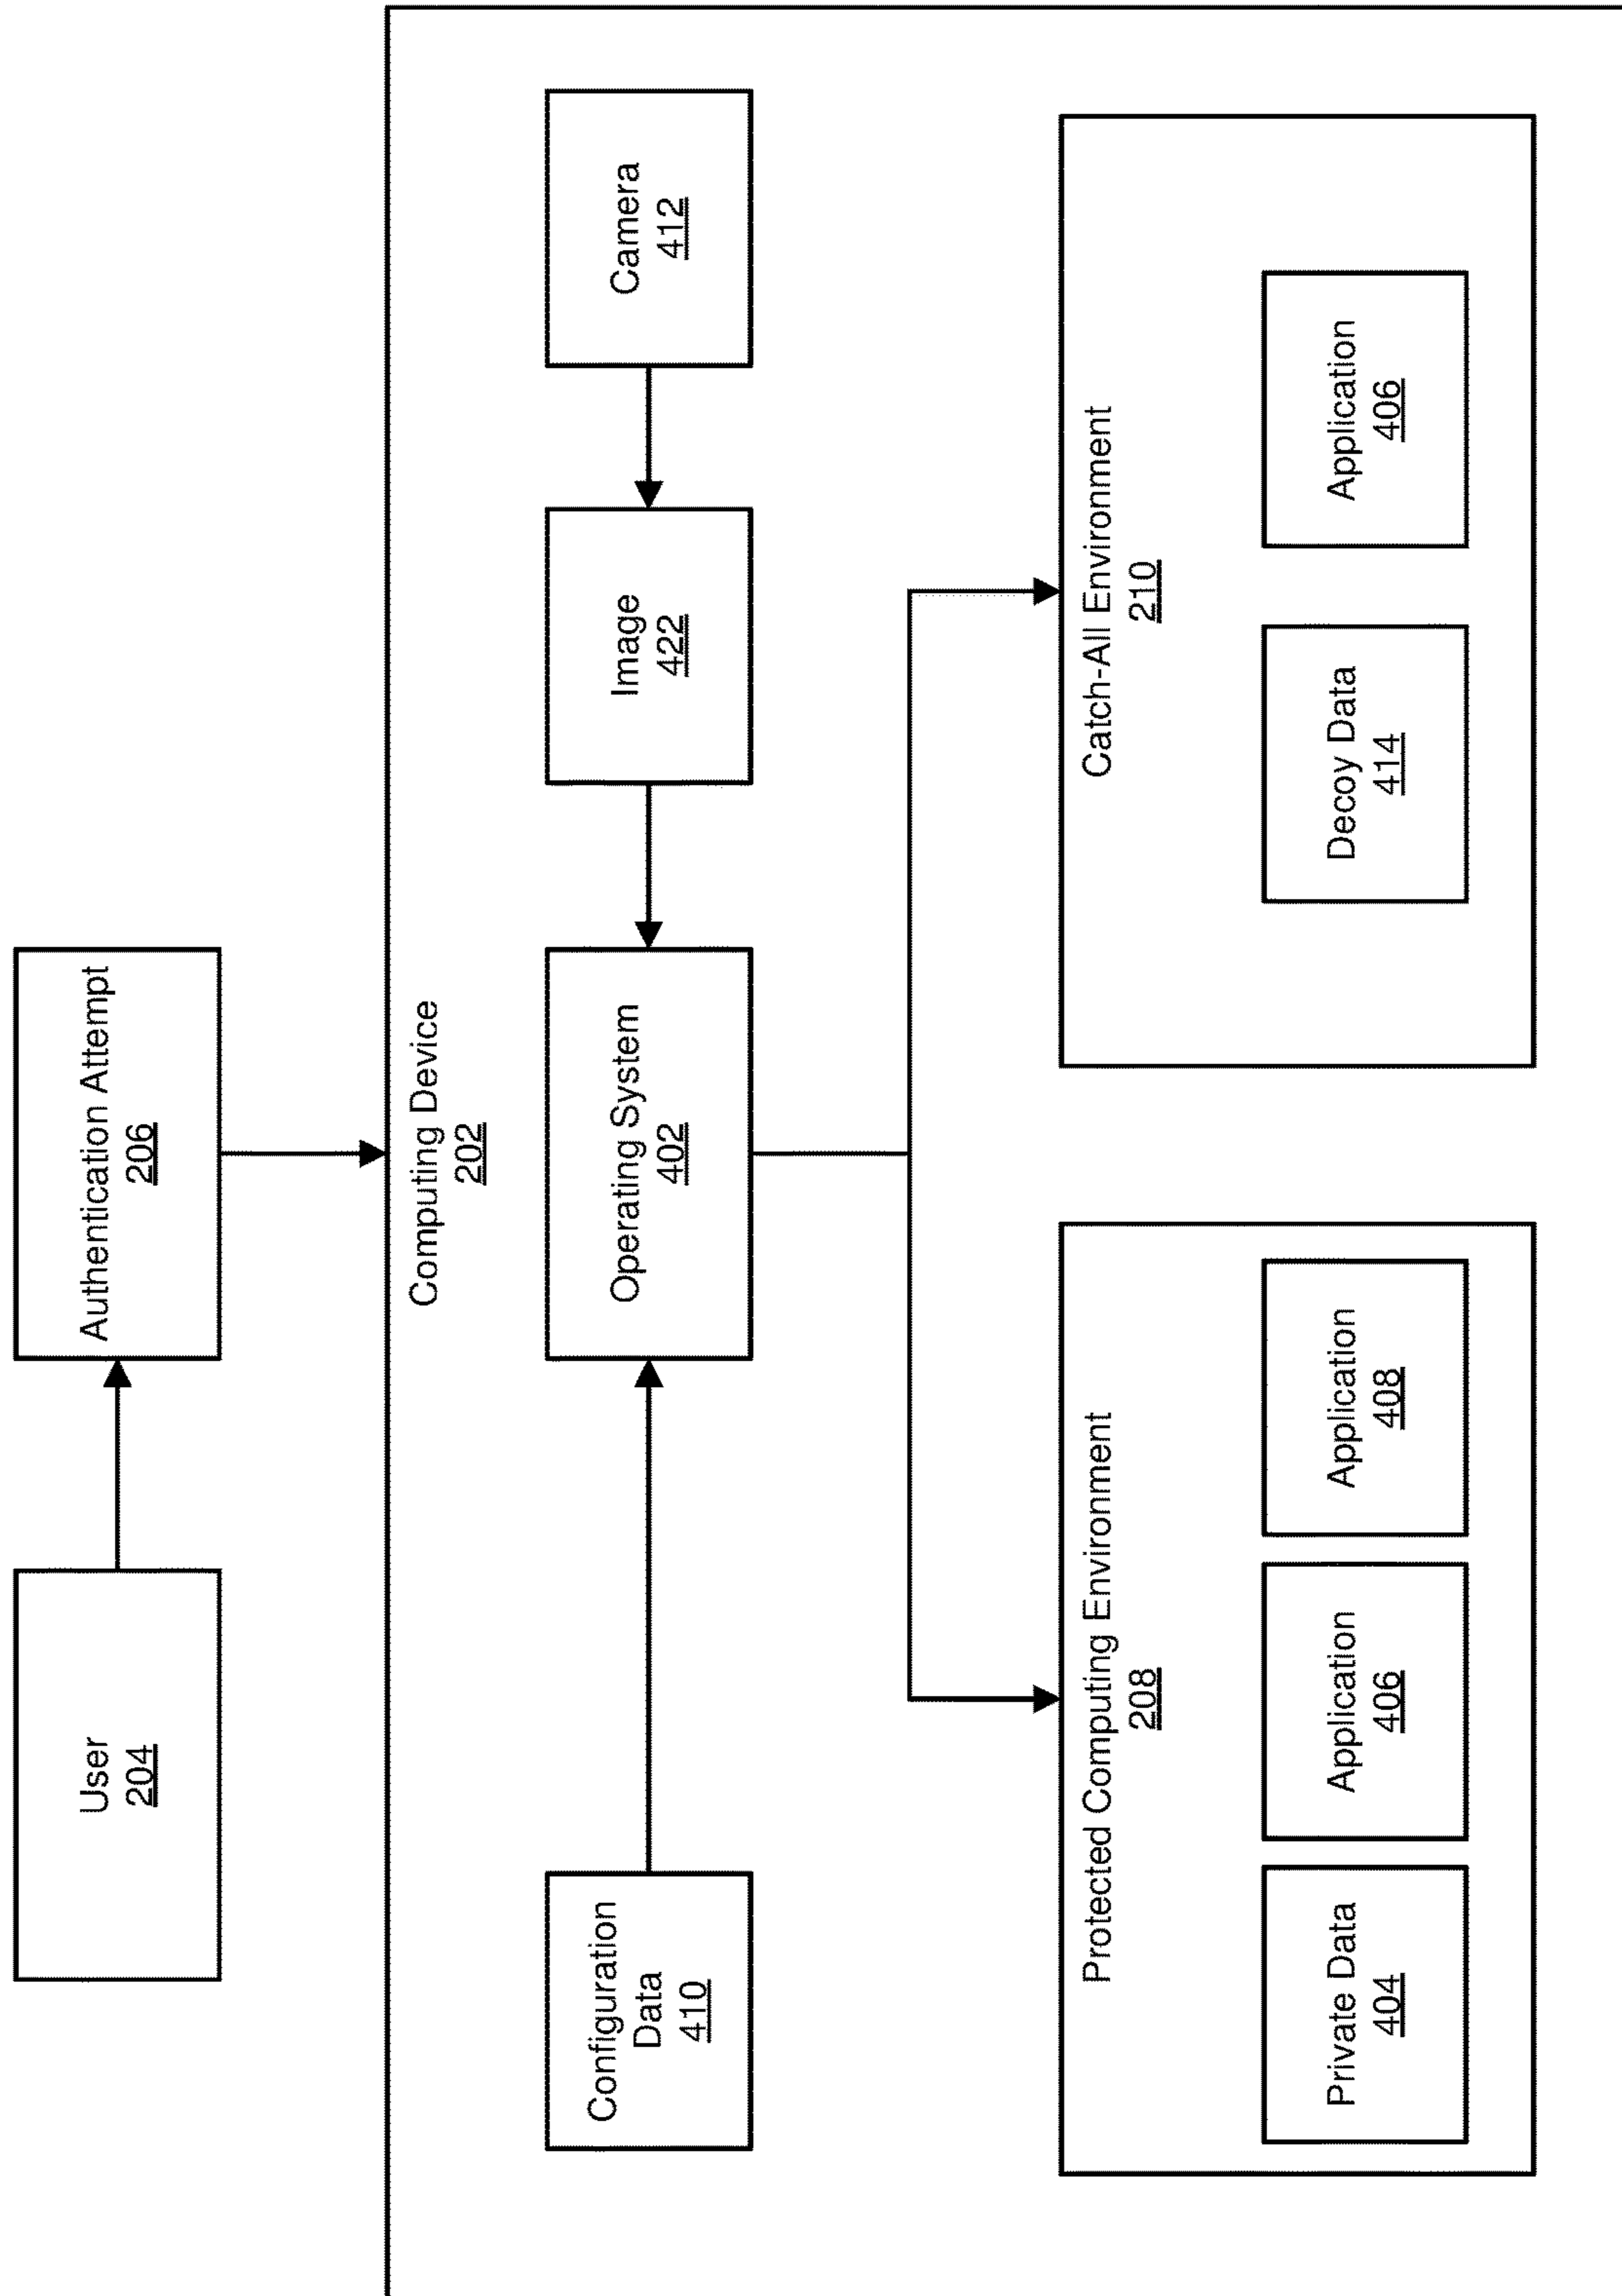 User
204
Authentication Attempt
206
Computing Device
202
Configuration
Data
410
Operating System
402
Image
422
Camera
412
Protected Computing Environment
208
Private Data
404
Application
406
Application
408
Catch-All Environment
210
Decoy Data
414
Application
406